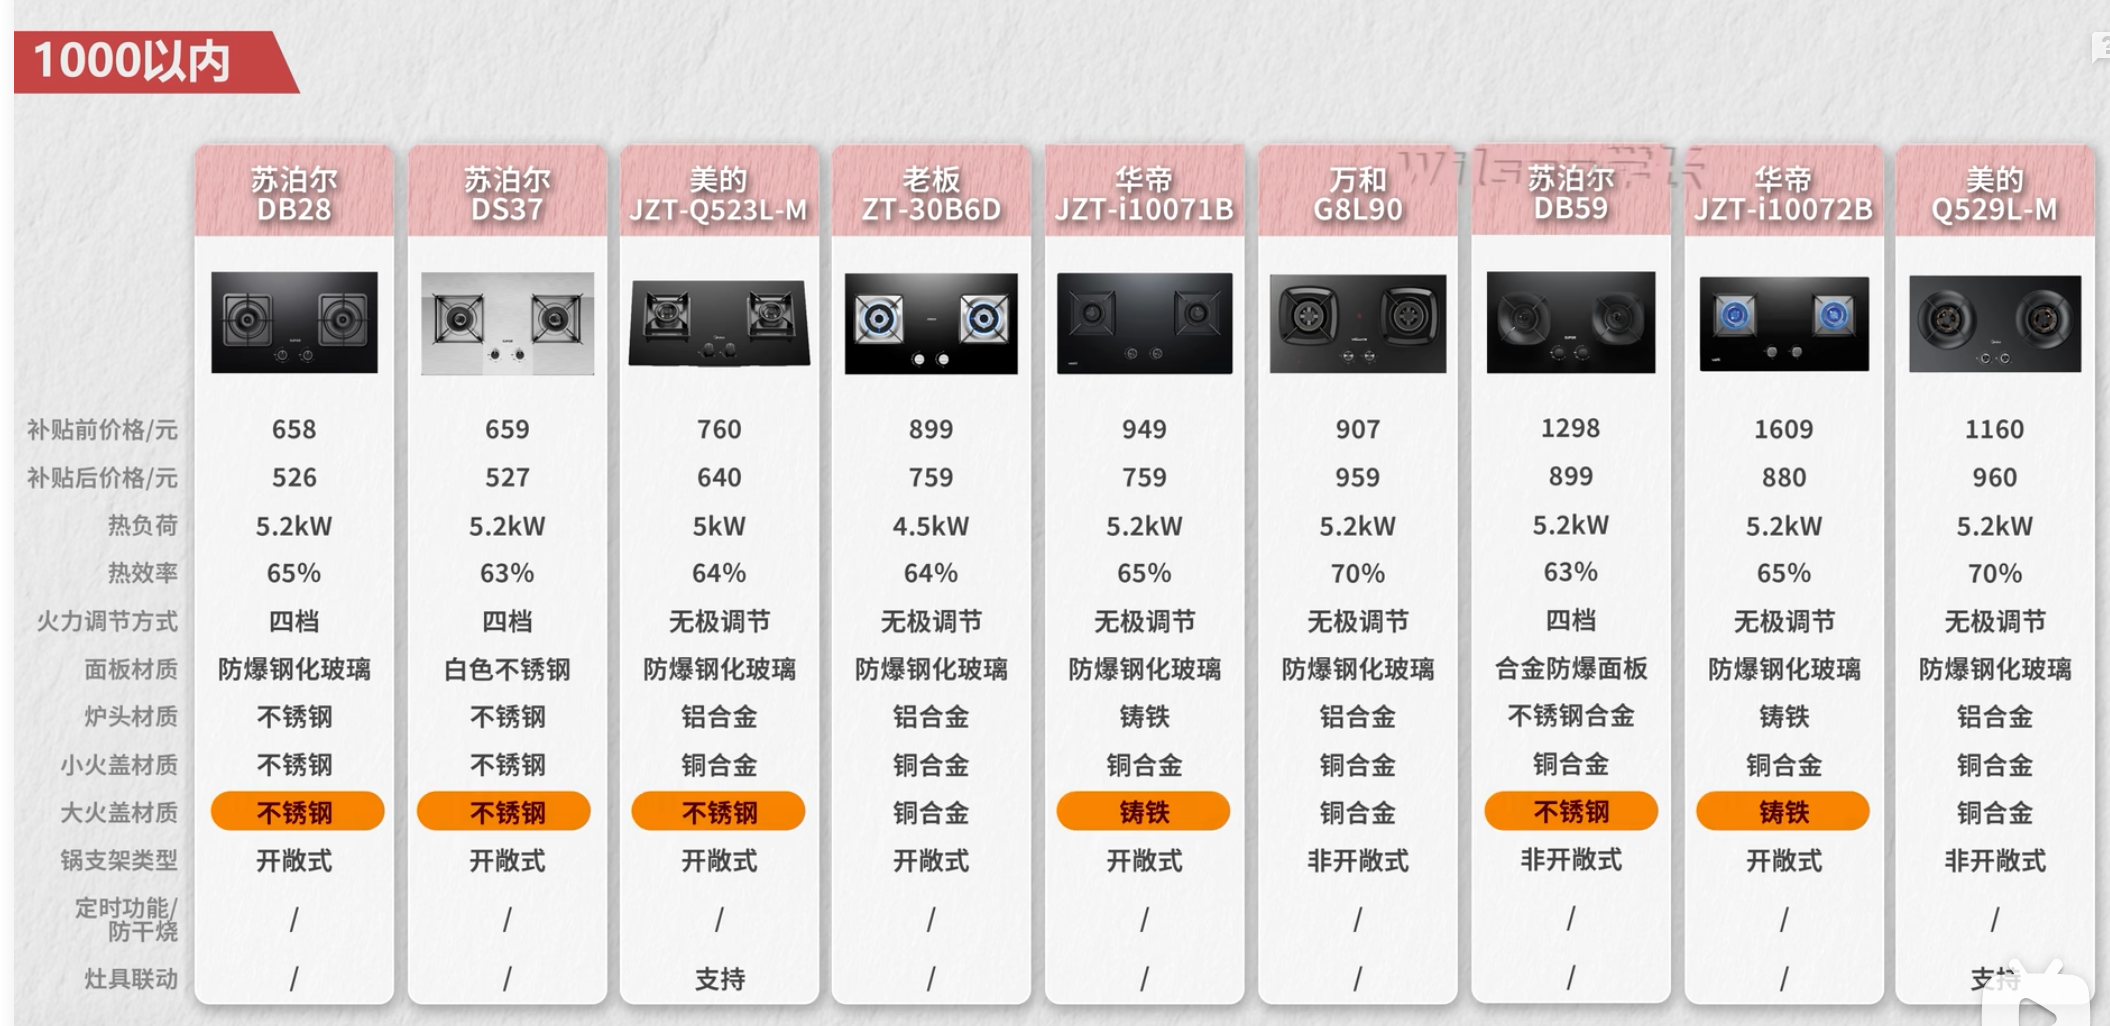 1000以内
苏泊尔 DB28
苏泊尔 DS37
美的 JZT-Q523L-M
老板 ZT-30B6D
华帝 JZT-i10071B
万和 G8L90
苏泊尔 DB59
华帝 JZT-i10072B
美的 Q529L-M
补贴前价格/元 658 659 760 899 949 907 1298 1609 1160
补贴后价格/元 526 527 640 759 759 959 899 880 960
热负荷 5.2kW 5.2kW 5kW 4.5kW 5.2kW 5.2kW 5.2kW 5.2kW 5.2kW
热效率 65% 63% 64% 64% 65% 70% 63% 65% 70%
火力调节方式 四档 四档 无极调节 无极调节 无极调节 无极调节 四档 无极调节 无极调节
面板材质 防爆钢化玻璃 白色不锈钢 防爆钢化玻璃 防爆钢化玻璃 防爆钢化玻璃 防爆钢化玻璃 合金防爆面板 防爆钢化玻璃 防爆钢化玻璃
炉头材质 不锈钢 不锈钢 铝合金 铝合金 铸铁 铝合金 不锈钢合金 铸铁 铝合金
小火盖材质 不锈钢 不锈钢 铜合金 铜合金 铜合金 铜合金 铜合金 铜合金 铜合金
大火盖材质 不锈钢 不锈钢 不锈钢 铜合金 铸铁 铜合金 不锈钢 铸铁 铜合金
锅支架类型 开敞式 开敞式 开敞式 开敞式 开敞式 非开敞式 非开敞式 开敞式 非开敞式
定时功能/
防干烧 / / / / / / / / /
灶具联动 / / 支持 / / / / / 支持